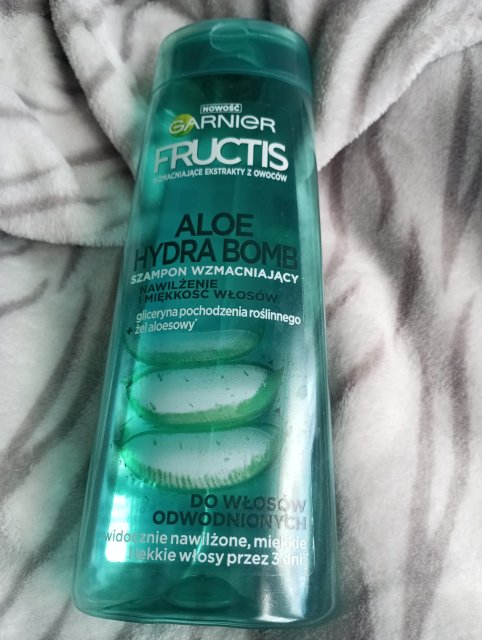 NOWOŚĆ
GARNIER
FRUCTIS
WZMACNIAJĄCE EKSTRAKTY Z OWOCÓW
ALOE
HYDRA BOMB
SZAMPON WZMACNIAJĄCY
NAWILŻENIE
I MIĘKKOŚĆ WŁOSÓW
gliceryna pochodzenia roślinnego
+ żel aloesowy*
DO WŁOSÓW
ODWODNIONYCH
widocznie nawilżone, miękkie
lekkie włosy przez 3 dni*